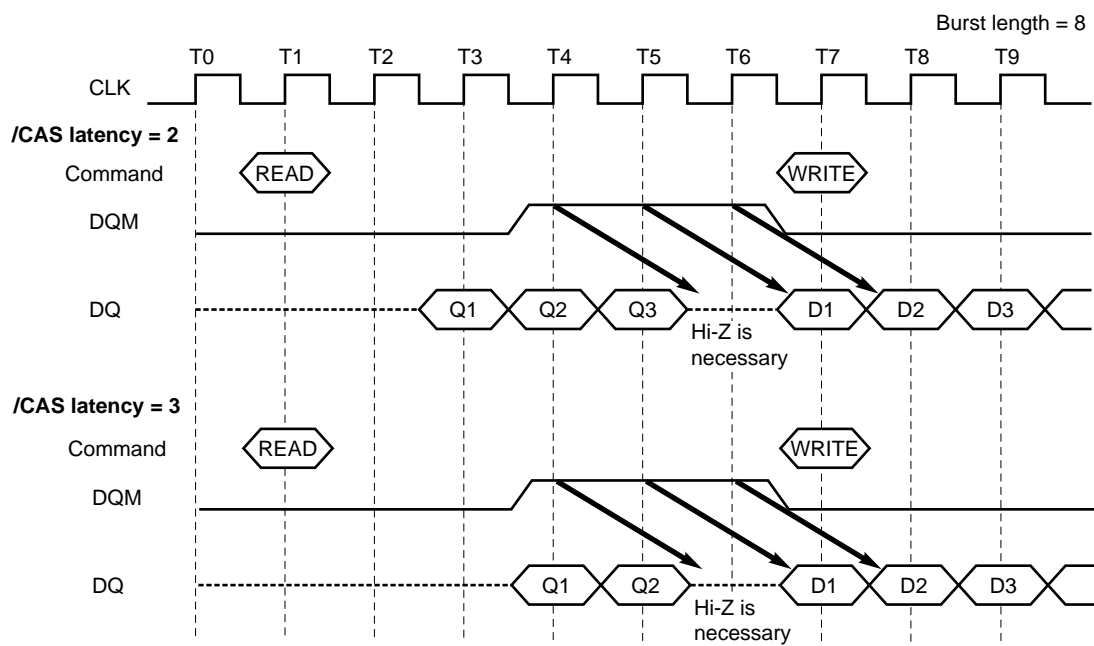 Burst length = 8
T0 T1 T2 T3 T4 T5 T6 T7 T8 T9
CLK
/CAS latency = 2
Command READ WRITE
DQM
DQ Q1 Q2 Q3 D1 D2 D3
Hi-Z is
necessary
/CAS latency = 3
Command READ WRITE
DQM
DQ Q1 Q2 D1 D2 D3
Hi-Z is
necessary